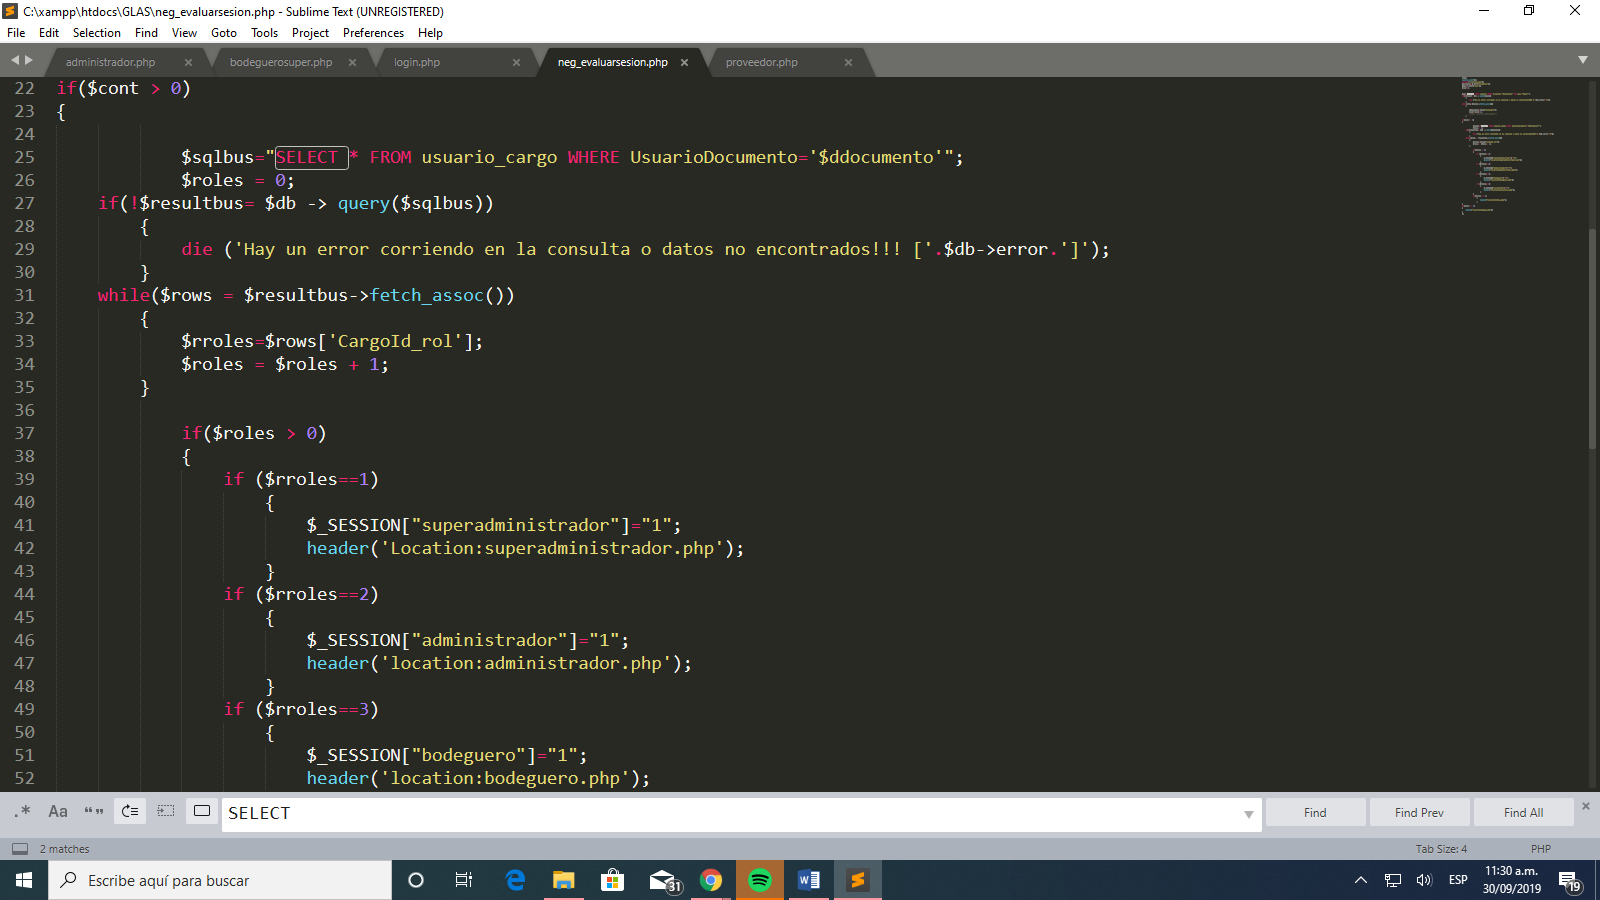 C:\xampp\htdocs\GLAS\neg_evaluarsesion.php - Sublime Text (UNREGISTERED)
File Edit Selection Find View Goto Tools Project Preferences Help
administrador.php × bodeguerosuper.php × login.php × neg_evaluarsesion.php × proveedor.php ×
22 if($cont > 0)
23 {
24
25 $sqlbus="SELECT * FROM usuario_cargo WHERE UsuarioDocumento='$ddocumento'";
26 $roles = 0;
27 if(!$resultbus= $db -> query($sqlbus))
28 {
29 die ('Hay un error corriendo en la consulta o datos no encontrados!!! ['.$db->error.']');
30 }
31 while($rows = $resultbus->fetch_assoc())
32 {
33 $rroles=$rows['CargoId_rol'];
34 $roles = $roles + 1;
35 }
36
37 if($roles > 0)
38 {
39 if ($rroles==1)
40 {
41 $_SESSION["superadministrador"]="1";
42 header('Location:superadministrador.php');
43 }
44 if ($rroles==2)
45 {
46 $_SESSION["administrador"]="1";
47 header('location:administrador.php');
48 }
49 if ($rroles==3)
50 {
51 $_SESSION["bodeguero"]="1";
52 header('location:bodeguero.php');
.* Aa “” SELECT Find Find Prev Find All ×
2 matches Tab Size: 4 PHP
Escribe aquí para buscar 31 ESP 11:30 a.m. 19
30/09/2019